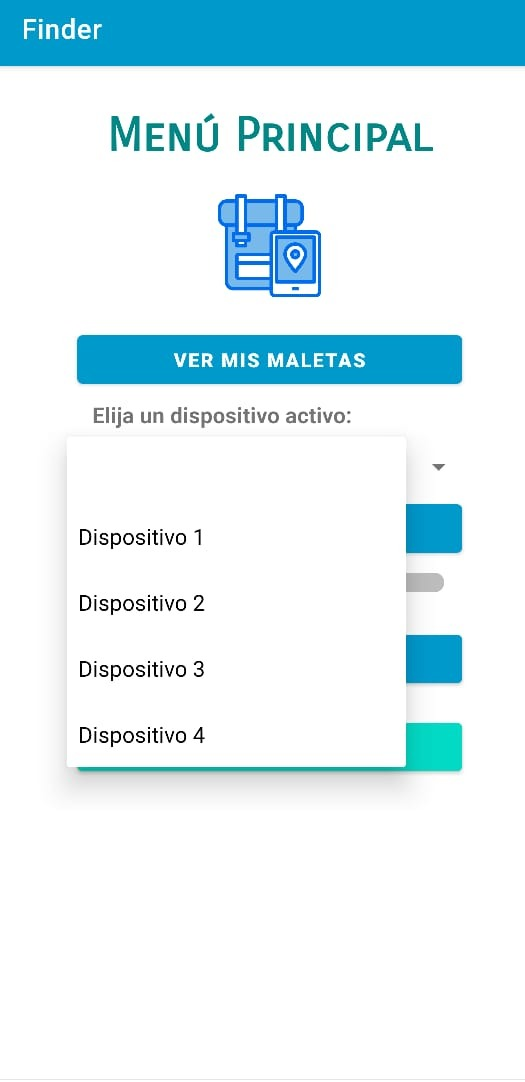 Finder
Menú Principal
VER MIS MALETAS
Elija un dispositivo activo:
Dispositivo 1
Dispositivo 2
Dispositivo 3
Dispositivo 4